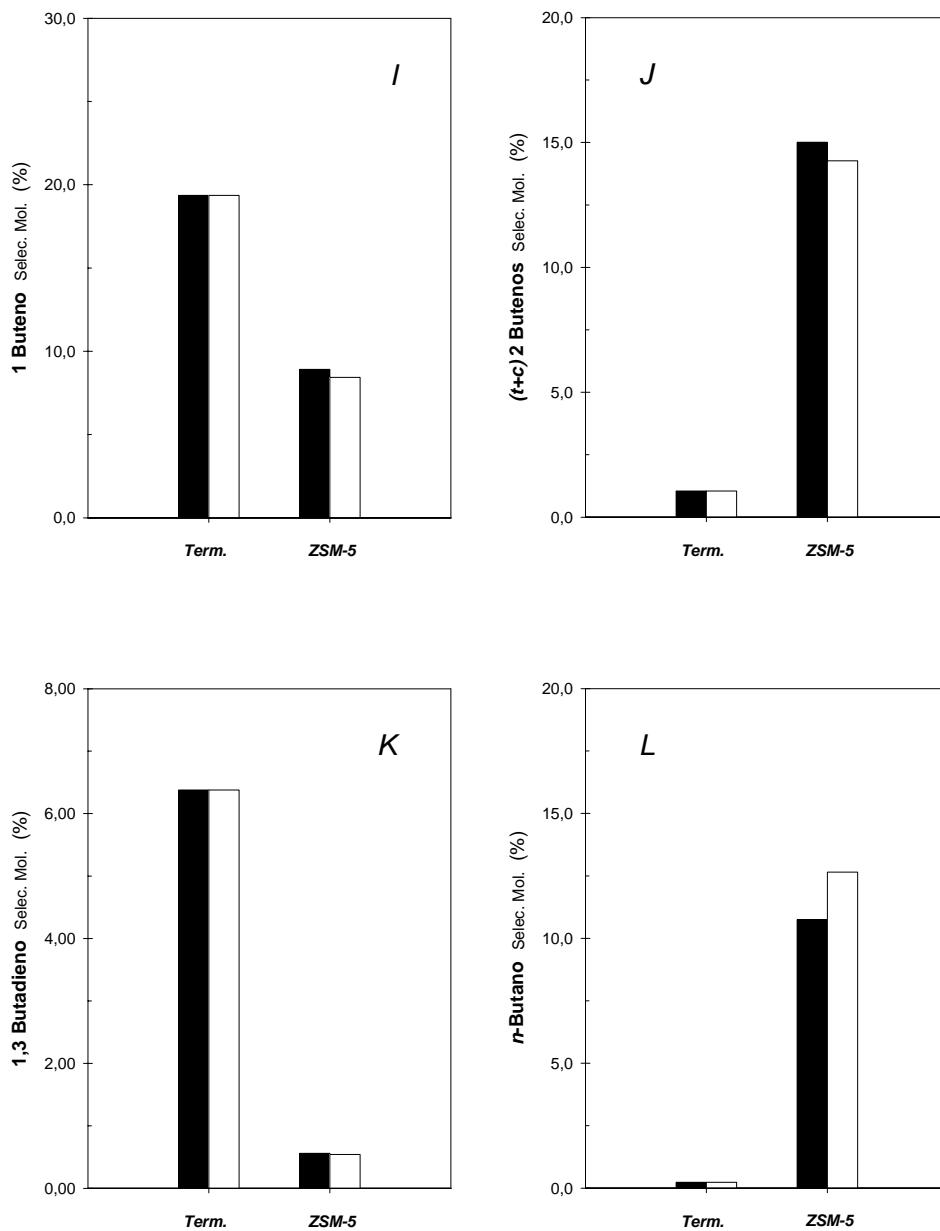 1 Buteno Selec. Mol. (%)
30,0
20,0
10,0
0,0
I
Term.
ZSM-5
(t+c) 2 Butenos Selec. Mol. (%)
20,0
15,0
10,0
5,0
0,0
J
Term.
ZSM-5
1,3 Butadieno Selec. Mol. (%)
8,00
6,00
4,00
2,00
0,00
K
Term.
ZSM-5
n-Butano Selec. Mol. (%)
20,0
15,0
10,0
5,0
0,0
L
Term.
ZSM-5